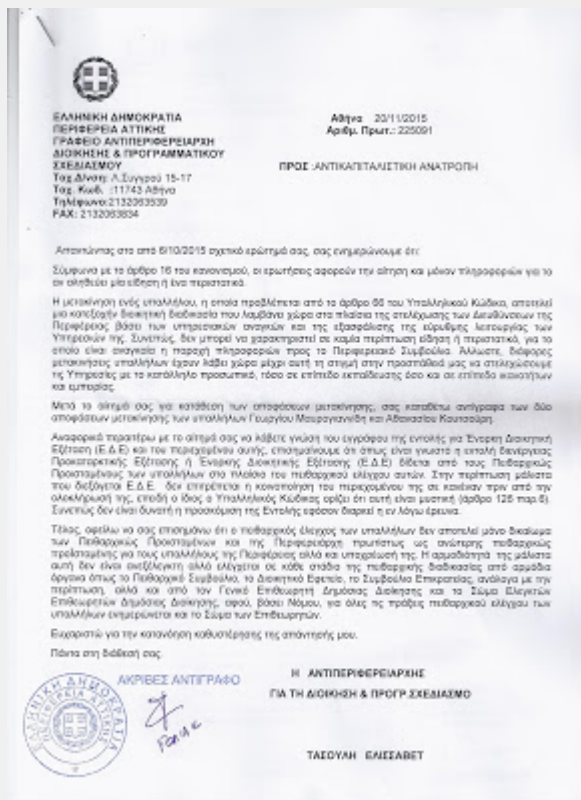 ΕΛΛΗΝΙΚΗ ΔΗΜΟΚΡΑΤΙΑ
ΠΕΡΙΦΕΡΕΙΑ ΑΤΤΙΚΗΣ
ΓΡΑΦΕΙΟ ΑΝΤΙΠΕΡΙΦΕΡΕΙΑΡΧΗ
ΔΙΟΙΚΗΣΗΣ & ΠΡΟΓΡΑΜΜΑΤΙΚΟΥ
ΣΧΕΔΙΑΣΜΟΥ
Ταχ.Δ/νση: Λ.Συγγρού 15-17
Ταχ. Κωδ. :11743 Αθήνα
Τηλέφωνο:2132063539
FAX: 2132063834
Αθήνα 20/11/2015
Αριθμ. Πρωτ.: 225091
ΠΡΟΣ :ΑΝΤΙΚΑΠΙΤΑΛΙΣΤΙΚΗ ΑΝΑΤΡΟΠΗ
Απαντώντας στο από 6/10/2015 σχετικό ερώτημά σας, σας ενημερώνουμε ότι:
Σύμφωνα με το άρθρο 16 του κανονισμού, οι ερωτήσεις αφορούν την αίτηση και μόνον πληροφοριών για το
αν αληθεύει μία είδηση ή ένα περιστατικό.
Η μετακίνηση ενός υπαλλήλου, η οποία προβλέπεται από το άρθρο 66 του Υπαλληλικού Κώδικα, αποτελεί
μια κατεξοχήν διοικητική διαδικασία που λαμβάνει χώρα στα πλαίσια της στελέχωσης των Διευθύνσεων της
Περιφέρειας βάσει των υπηρεσιακών αναγκών και της εξασφάλισης της εύρυθμης λειτουργίας των
Υπηρεσιών της. Συνεπώς, δεν μπορεί να χαρακτηριστεί σε καμία περίπτωση είδηση ή περιστατικό, για το
οποίο είναι αναγκαία η παροχή πληροφοριών προς το Περιφερειακό Συμβούλιο. Άλλωστε, διάφορες
μετακινήσεις υπαλλήλων έχουν λάβει χώρα μέχρι αυτή τη στιγμή στην προσπάθειά μας να στελεχώσουμε
τις Υπηρεσίες με το κατάλληλο προσωπικό, τόσο σε επίπεδο εκπαίδευσης όσο και σε επίπεδο ικανοτήτων
και εμπειρίας.
Μετά το αίτημά σας για κατάθεση των αποφάσεων μετακίνησης, σας καταθέτω αντίγραφα των δύο
αποφάσεων μετακίνησης των υπαλλήλων Γεωργίου Μαυρογιαννίδη και Αθανασίου Κουτσούρη.
Αναφορικά περαιτέρω με το αίτημά σας να λάβετε γνώση του εγγράφου της εντολής για Ένορκη Διοικητική
Εξέταση (Ε.Δ.Ε) και του περιεχομένου αυτής, επισημαίνουμε ότι όπως είναι γνωστό η εντολή διενέργειας
Προκαταρκτικής Εξέτασης ή Ένορκης Διοικητικής Εξέτασης (Ε.Δ.Ε) δίδεται από τους Πειθαρχικώς
Προϊσταμένους των υπαλλήλων στα πλαίσια του πειθαρχικού ελέγχου αυτών. Στην περίπτωση μάλιστα
που διεξάγεται Ε.Δ.Ε. δεν επιτρέπεται η κοινοποίηση του περιεχομένου της σε κανέναν πριν από την
ολοκλήρωσή της, επειδή ο ίδιος ο Υπαλληλικός Κώδικας ορίζει ότι αυτή είναι μυστική (άρθρο 126 παρ.6).
Συνεπώς δεν είναι δυνατή η προσκόμιση της Εντολής εφόσον διαρκεί η εν λόγω έρευνα.
Τέλος, οφείλω να σας επισημάνω ότι ο πειθαρχικός έλεγχος των υπαλλήλων δεν αποτελεί μόνο δικαίωμα
των Πειθαρχικώς Προϊσταμένων και της Περιφερειάρχη πρωτίστως ως ανώτερης πειθαρχικώς
προϊσταμένης για τους υπαλλήλους της Περιφέρειας αλλά και υποχρέωσή της. Η αρμοδιότητά της μάλιστα
αυτή δεν είναι ανεξέλεγκτη αλλά ελέγχεται σε κάθε στάδιο της πειθαρχικής διαδικασίας από αρμόδια
όργανα όπως το Πειθαρχικό Συμβούλιο, το Διοικητικό Εφετείο, το Συμβούλιο Επικρατείας, ανάλογα με την
περίπτωση, αλλά και από τον Γενικό Επιθεωρητή Δημόσιας Διοίκησης και το Σώμα Ελεγκτών
Επιθεωρητών Δημόσιας Διοίκησης, αφού, βάσει Νόμου, για όλες τις πράξεις πειθαρχικού ελέγχου των
υπαλλήλων ενημερώνεται και το Σώμα των Επιθεωρητών.
Ευχαριστώ για την κατανόηση καθυστέρησης της απάντησής μου.
Πάντα στη διάθεσή σας.
ΑΚΡΙΒΕΣ ΑΝΤΙΓΡΑΦΟ
Η ΑΝΤΙΠΕΡΙΦΕΡΕΙΑΡΧΗΣ
ΓΙΑ ΤΗ ΔΙΟΙΚΗΣΗ & ΠΡΟΓΡ.ΣΧΕΔΙΑΣΜΟ
ΕΛΛΗΝΙΚΗ ΔΗΜΟΚΡΑΤΙΑ
ΠΕΡΙΦΕΡΕΙΑ ΑΤΤΙΚΗΣ
ΤΑΣΟΥΛΗ ΕΛΙΣΣΑΒΕΤ